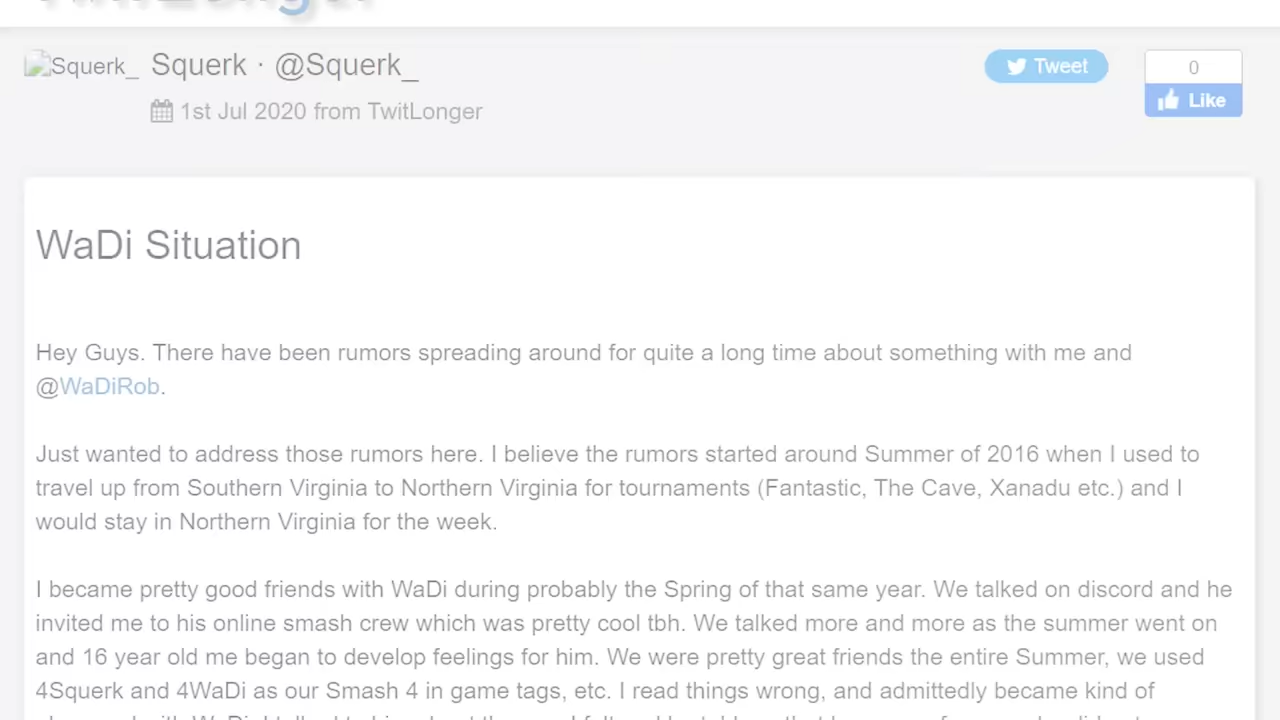 TwitLonger
Squerk_ Squerk · @Squerk_
Tweet
0
Like
1st Jul 2020 from TwitLonger
WaDi Situation
Hey Guys. There have been rumors spreading around for quite a long time about something with me and
@WaDiRob.
Just wanted to address those rumors here. I believe the rumors started around Summer of 2016 when I used to
travel up from Southern Virginia to Northern Virginia for tournaments (Fantastic, The Cave, Xanadu etc.) and I
would stay in Northern Virginia for the week.
I became pretty good friends with WaDi during probably the Spring of that same year. We talked on discord and he
invited me to his online smash crew which was pretty cool tbh. We talked more and more as the summer went on
and 16 year old me began to develop feelings for him. We were pretty great friends the entire Summer, we used
4Squerk and 4WaDi as our Smash 4 in game tags, etc. I read things wrong, and admittedly became kind of